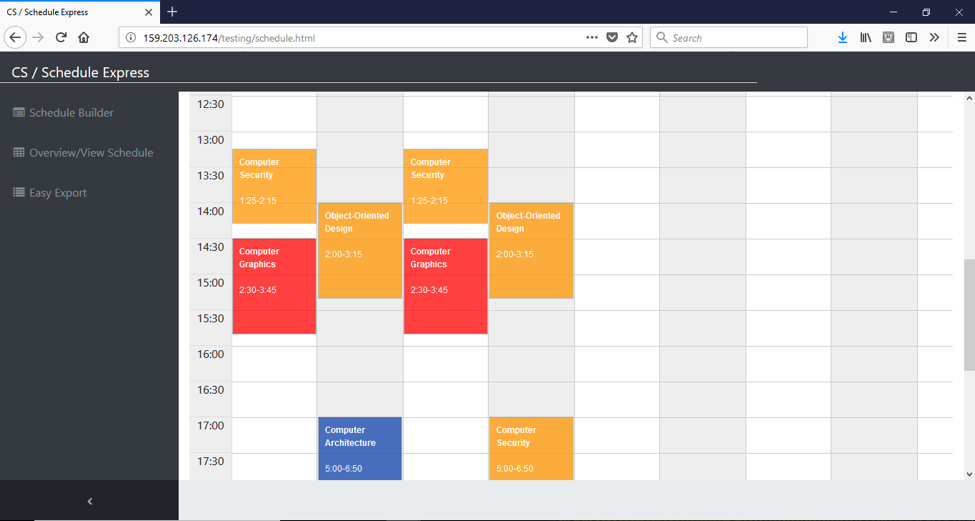 CS / Schedule Express
159.203.126.174/testing/schedule.html
Search
CS / Schedule Express
Schedule Builder
Overview/View Schedule
Easy Export
12:30
13:00
13:30
14:00
14:30
15:00
15:30
16:00
16:30
17:00
17:30
Computer
Security
1:25-2:15
Computer
Graphics
2:30-3:45
Object-Oriented
Design
2:00-3:15
Computer
Architecture
5:00-6:50
Computer
Security
1:25-2:15
Computer
Graphics
2:30-3:45
Object-Oriented
Design
2:00-3:15
Computer
Security
5:00-6:50